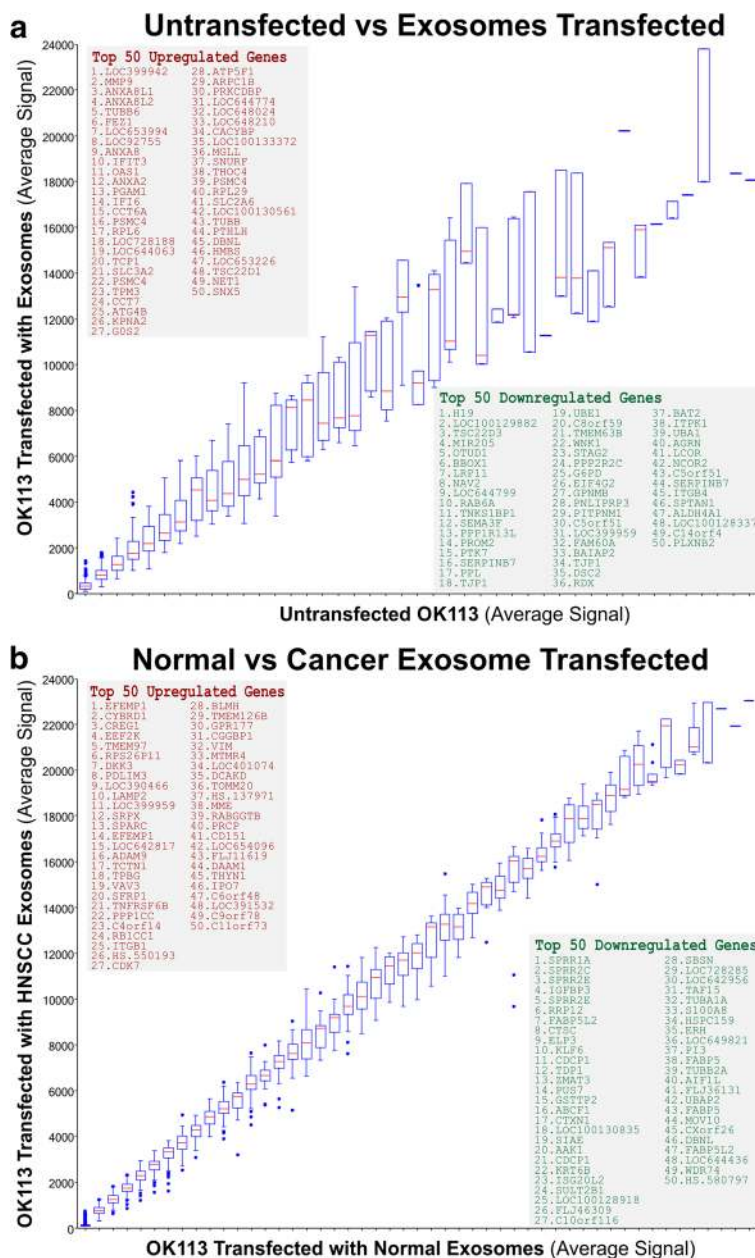 a
Untransfected vs Exosomes Transfected
Top 50 Upregulated Genes
1.LOC399942
2.MMP9
3.ANXA8L1
4.ANXA8L2
5.TUBB6
6.FEZ1
7.LOC653994
8.LOC92755
9.ANXA8
10.IFIT3
11.OAS1
12.ANXA2
13.PGAM1
14.IFI6
15.CCT6A
16.PSMC4
17.RPL6
18.LOC728188
19.LOC644063
20.TCP1
21.SLC3A2
22.PSMC4
23.TPM3
24.CCT7
25.ATG4B
26.KPNA2
27.G0S2
28.ATP5F1
29.ARPC1B
30.PRKCDBP
31.LOC644774
32.LOC648024
33.LOC648210
34.CACYBP
35.LOC100133372
36.MGLL
37.SNURF
38.THOC4
39.PSMC4
40.RPL29
41.SLC2A6
42.LOC100130561
43.TUBB
44.PTHLH
45.DBNL
46.HMBS
47.LOC653226
48.TSC22D1
49.NET1
50.SNX5
Top 50 Downregulated Genes
1.H19
2.LOC100129882
3.TSC22D3
4.MIR205
5.OTUD1
6.BBOX1
7.LRP11
8.NAV2
9.LOC644799
10.RAB6A
11.TNKS1BP1
12.SEMA3F
13.PPP1R13L
14.PROM2
15.PTK7
16.SERPINB7
17.PPL
18.TJP1
19.UBE1
20.C8orf59
21.TMEM63B
22.WNK1
23.STAG2
24.PPP2R2C
25.G6PD
26.EIF4G2
27.GPNMB
28.PNLIPRP3
29.PITPNM1
30.C5orf51
31.LOC399959
32.FAM60A
33.BAIAP2
34.TJP1
35.DSC2
36.RDX
37.BAT2
38.ITPK1
39.UBA1
40.AGRN
41.LCOR
42.NCOR2
43.C5orf51
44.SERPINB7
45.ITGB4
46.SPTAN1
47.ALDH4A1
48.LOC100128337
49.C14orf4
50.PLXNB2
OK113 Transfected with Exosomes (Average Signal)
24000
22000
20000
18000
16000
14000
12000
10000
8000
6000
4000
2000
0
Untransfected OK113 (Average Signal)
b
Normal vs Cancer Exosome Transfected
Top 50 Upregulated Genes
1.EFEMP1
2.CYBRD1
3.CREG1
4.EEF2K
5.TMEM97
6.RPS26P11
7.DKK3
8.PDLIM3
9.LOC390466
10.LAMP2
11.LOC399959
12.SRPX
13.SPARC
14.EFEMP1
15.LOC642817
16.ADAM9
17.TCTN1
18.TPBG
19.VAV3
20.SFRP1
21.TNFRSF6B
22.PPP1CC
23.C4orf14
24.RB1CC1
25.ITGB1
26.HS.550193
27.CDK7
28.BLMH
29.TMEM126B
30.GPR177
31.CGGBP1
32.VIM
33.MTMR4
34.LOC401074
35.DCAKD
36.TOMM20
37.HS.137971
38.MME
39.RABGGTB
40.PRCP
41.CD151
42.LOC654096
43.FLJ11619
44.DAAM1
45.THYN1
46.IPO7
47.C6orf48
48.LOC391532
49.C9orf78
50.C11orf73
Top 50 Downregulated Genes
1.SPRR1A
2.SPRR2C
3.SPRR2E
4.IGFBP3
5.SPRR2E
6.RRP12
7.FABP5L2
8.CTSC
9.ELP3
10.KLF6
11.CDCP1
12.TDP1
13.ZMAT3
14.PUS7
15.GSTTP2
16.ABCF1
17.CTXN1
18.LOC100130835
19.SIAE
20.AAK1
21.CDCP1
22.KRT6B
23.ISG20L2
24.SULT2B1
25.LOC100128918
26.FLJ46309
27.C10orf116
28.SBSN
29.LOC728285
30.LOC642956
31.TAF15
32.TUBA1A
33.S100A8
34.HSPC159
35.ERH
36.LOC649821
37.PI3
38.FABP5
39.TUBB2A
40.AIF1L
41.FLJ36131
42.UBAP2
43.FABP5
44.MOV10
45.CXorf26
46.DBNL
47.FABP5L2
48.LOC644436
49.WDR74
50.HS.580797
OK113 Transfected with HNSCC Exosomes (Average Signal)
24000
22000
20000
18000
16000
14000
12000
10000
8000
6000
4000
2000
0
OK113 Transfected with Normal Exosomes (Average Signal)